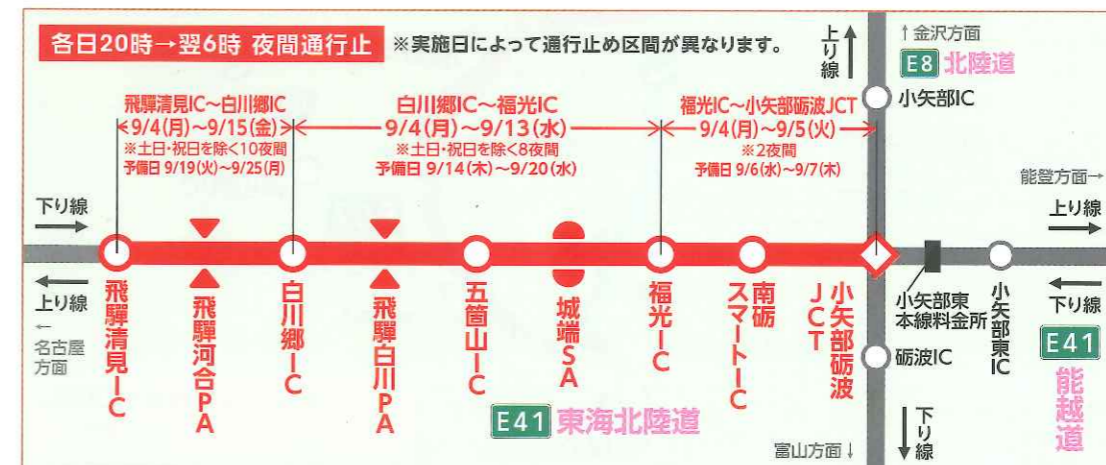 各日20時→翌6時 夜間通行止
※実施日によって通行止め区間が異なります。
飛驒清見IC～白川郷IC
9/4(月)～9/15(金)
※土日・祝日を除く10夜間
予備日 9/19(火)～9/25(月)
白川郷IC～福光IC
9/4(月)～9/13(水)
※土日・祝日を除く8夜間
予備日 9/14(木)～9/20(水)
福光IC～小矢部砺波JCT
9/4(月)～9/5(火)
※2夜間
予備日 9/6(水)～9/7(木)
上り線
↑金沢方面
E8 北陸道
小矢部IC
能登方面→
上り線
下り線
上り線
←
名古屋
方面
飛驒清見IC
飛驒河合PA
白川郷IC
飛驒白川PA
五箇山IC
城端SA
福光IC
南砺
スマートIC
小矢部砺波
JCT
小矢部東
本線料金所
小矢部東IC
下り線
E41
能越道
砺波IC
E41 東海北陸道
富山方面↓
下り線